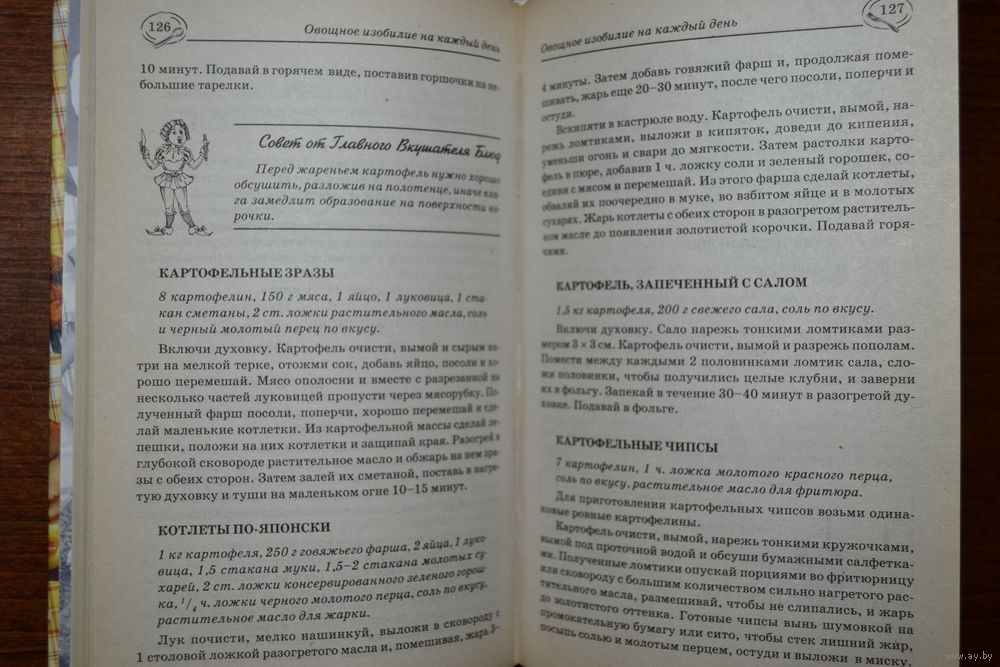 126
Овощное изобилие на каждый день
10 минут. Подавай в горячем виде, поставив горшочки на не-
большие тарелки.
Совет от Главного Вкушателя Блюд
Перед жареньем картофель нужно хорошо
обсушить, разложив на полотенце, иначе вла-
га замедлит образование на поверхности ко-
рочки.
КАРТОФЕЛЬНЫЕ ЗРАЗЫ
8 картофелин, 150 г мяса, 1 яйцо, 1 луковица, 1 ста-
кан сметаны, 2 ст. ложки растительного масла, соль
и черный молотый перец по вкусу.
Включи духовку. Картофель очисти, вымой и сырым на-
три на мелкой терке, отожми сок, добавь яйцо, посоли и хо-
рошо перемешай. Мясо ополосни и вместе с разрезанной на
несколько частей луковицей пропусти через мясорубку. По-
лученный фарш посоли, поперчи, хорошо перемешай и сде-
лай маленькие котлетки. Из картофельной массы сделай ле-
пешки, положи на них котлетки и защипай края. Разогрей в
глубокой сковороде растительное масло и обжарь на нем зра-
зы с обеих сторон. Затем залей их сметаной, поставь в нагре-
тую духовку и туши на маленьком огне 10–15 минут.
КОТЛЕТЫ ПО-ЯПОНСКИ
1 кг картофеля, 250 г говяжьего фарша, 2 яйца, 1 луко-
вица, 1,5 стакана муки, 1,5–2 стакана молотых су-
харей, 2 ст. ложки консервированного зеленого горош-
ка, 1/4 ч. ложки черного молотого перца, соль по вкусу,
растительное масло для жарки.
Лук почисти, мелко нашинкуй, выложи в сковороду с
1 столовой ложкой разогретого масла и, помешивая, жарь 3–
127
Овощное изобилие на каждый день
4 минуты. Затем добавь говяжий фарш и, продолжая поме-
шивать, жарь еще 20–30 минут, после чего посоли, поперчи и
остуди.
Вскипяти в кастрюле воду. Картофель очисти, вымой, на-
режь ломтиками, выложи в кипяток, доведи до кипения,
уменьши огонь и свари до мягкости. Затем растолки карто-
фель в пюре, добавив 1 ч. ложку соли и зеленый горошек, со-
едини с мясом и перемешай. Из этого фарша сделай котлеты,
обваляй их поочередно в муке, во взбитом яйце и в молотых
сухарях. Жарь котлеты с обеих сторон в разогретом раститель-
ном масле до появления золотистой корочки. Подавай горя-
чими.
КАРТОФЕЛЬ, ЗАПЕЧЕННЫЙ С САЛОМ
1,5 кг картофеля, 200 г свежего сала, соль по вкусу.
Включи духовку. Сало нарежь тонкими ломтиками раз-
мером 3 × 3 см. Картофель очисти, вымой и разрежь пополам.
Помести между каждыми 2 половинками ломтик сала, сло-
жи половинки, чтобы получились целые клубни, и заверни
их в фольгу. Запекай в течение 30–40 минут в разогретой ду-
ховке. Подавай в фольге.
КАРТОФЕЛЬНЫЕ ЧИПСЫ
7 картофелин, 1 ч. ложка молотого красного перца,
соль по вкусу, растительное масло для фритюра.
Для приготовления картофельных чипсов возьми одина-
ковые ровные картофелины.
Картофель очисти, вымой, нарежь тонкими кружочками,
вымой под проточной водой и обсуши бумажными салфетка-
ми. Полученные ломтики опускай порциями во фритюрницу
или сковороду с большим количеством сильно нагретого рас-
тительного масла, размешивай, чтобы не слипались, и жарь
до золотистого оттенка. Готовые чипсы вынь шумовкой на
промокательную бумагу или сито, чтобы стек лишний жир,
посыпь солью и молотым перцем, остуди и выложи в миску.
www.ay.by